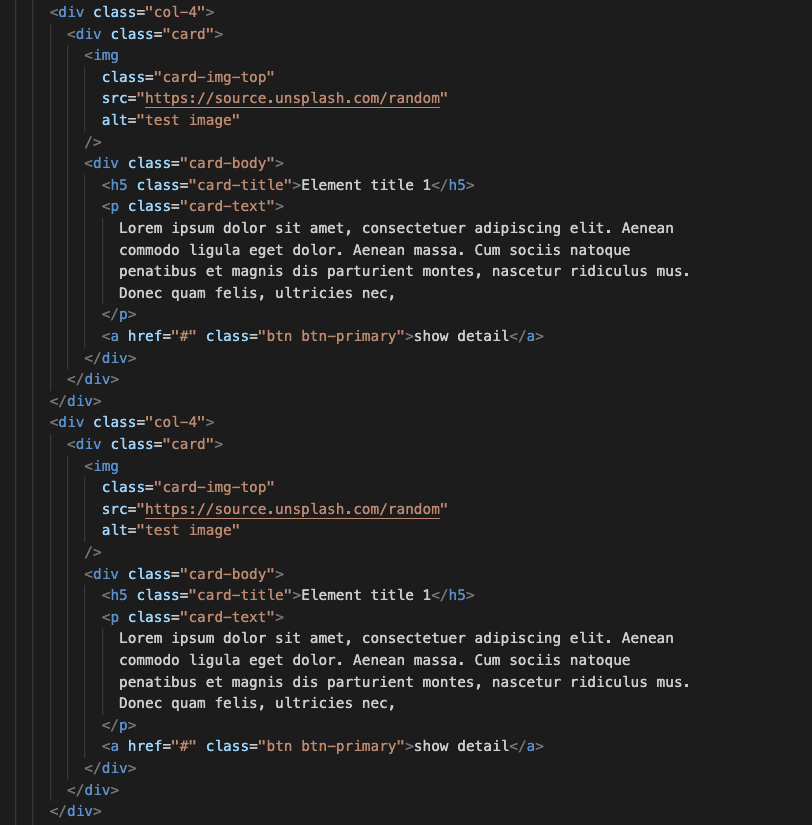 <div class="col-4">
<div class="card">
<img
class="card-img-top"
src="https://source.unsplash.com/random"
alt="test image"
/>
<div class="card-body">
<h5 class="card-title">Element title 1</h5>
<p class="card-text">
Lorem ipsum dolor sit amet, consectetuer adipiscing elit. Aenean
commodo ligula eget dolor. Aenean massa. Cum sociis natoque
penatibus et magnis dis parturient montes, nascetur ridiculus mus.
Donec quam felis, ultricies nec,
</p>
<a href="#" class="btn btn-primary">show detail</a>
</div>
</div>
</div>
<div class="col-4">
<div class="card">
<img
class="card-img-top"
src="https://source.unsplash.com/random"
alt="test image"
/>
<div class="card-body">
<h5 class="card-title">Element title 1</h5>
<p class="card-text">
Lorem ipsum dolor sit amet, consectetuer adipiscing elit. Aenean
commodo ligula eget dolor. Aenean massa. Cum sociis natoque
penatibus et magnis dis parturient montes, nascetur ridiculus mus.
Donec quam felis, ultricies nec,
</p>
<a href="#" class="btn btn-primary">show detail</a>
</div>
</div>
</div>